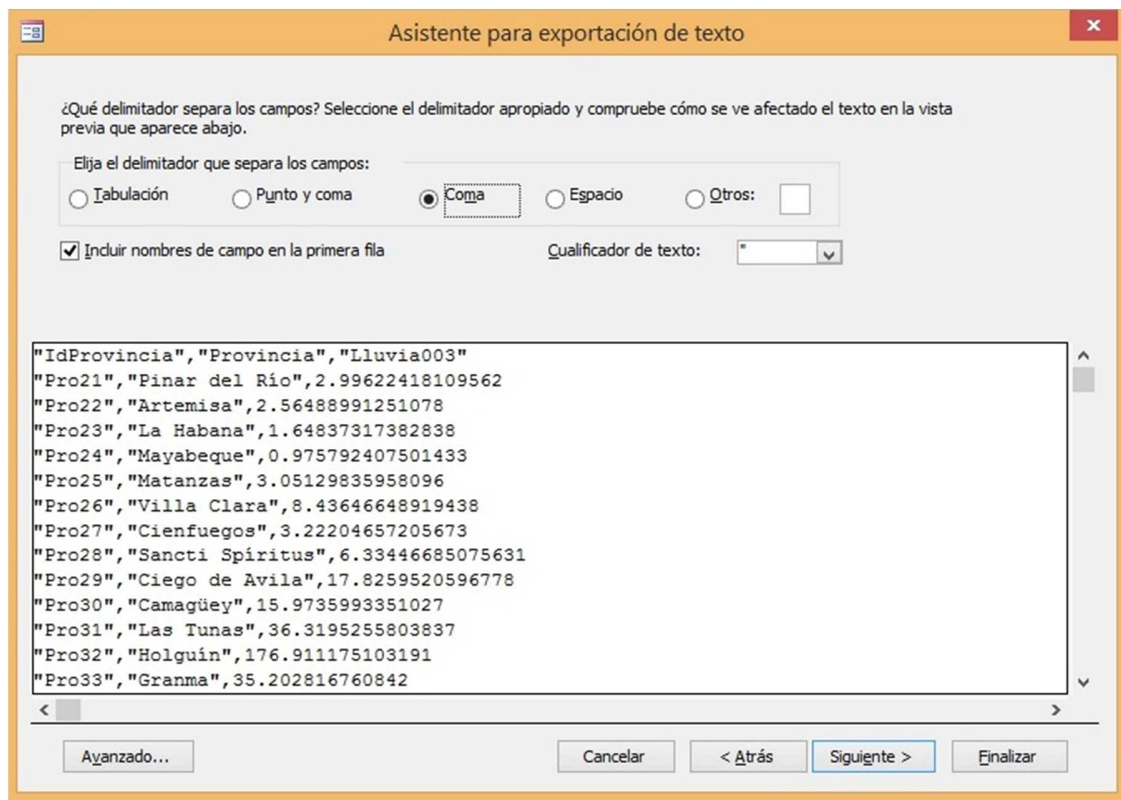 Asistente para exportación de texto
¿Qué delimitador separa los campos? Seleccione el delimitador apropiado y compruebe cómo se ve afectado el texto en la vista
previa que aparece abajo.
Elija el delimitador que separa los campos:
Tabulación Punto y coma Coma Espacio Otros:
Incluir nombres de campo en la primera fila Cualificador de texto: "
"IdProvincia","Provincia","Lluvia003"
"Pro21","Pinar del Río",2.99622418109562
"Pro22","Artemisa",2.56488991251078
"Pro23","La Habana",1.64837317382838
"Pro24","Mayabeque",0.975792407501433
"Pro25","Matanzas",3.05129835958096
"Pro26","Villa Clara",8.43646648919438
"Pro27","Cienfuegos",3.22204657205673
"Pro28","Sancti Spíritus",6.33446685075631
"Pro29","Ciego de Avila",17.8259520596778
"Pro30","Camagüey",15.9735993351027
"Pro31","Las Tunas",36.3195255803837
"Pro32","Holguín",176.911175103191
"Pro33","Granma",35.202816760842
Avanzado... Cancelar < Atrás Siguiente > Finalizar